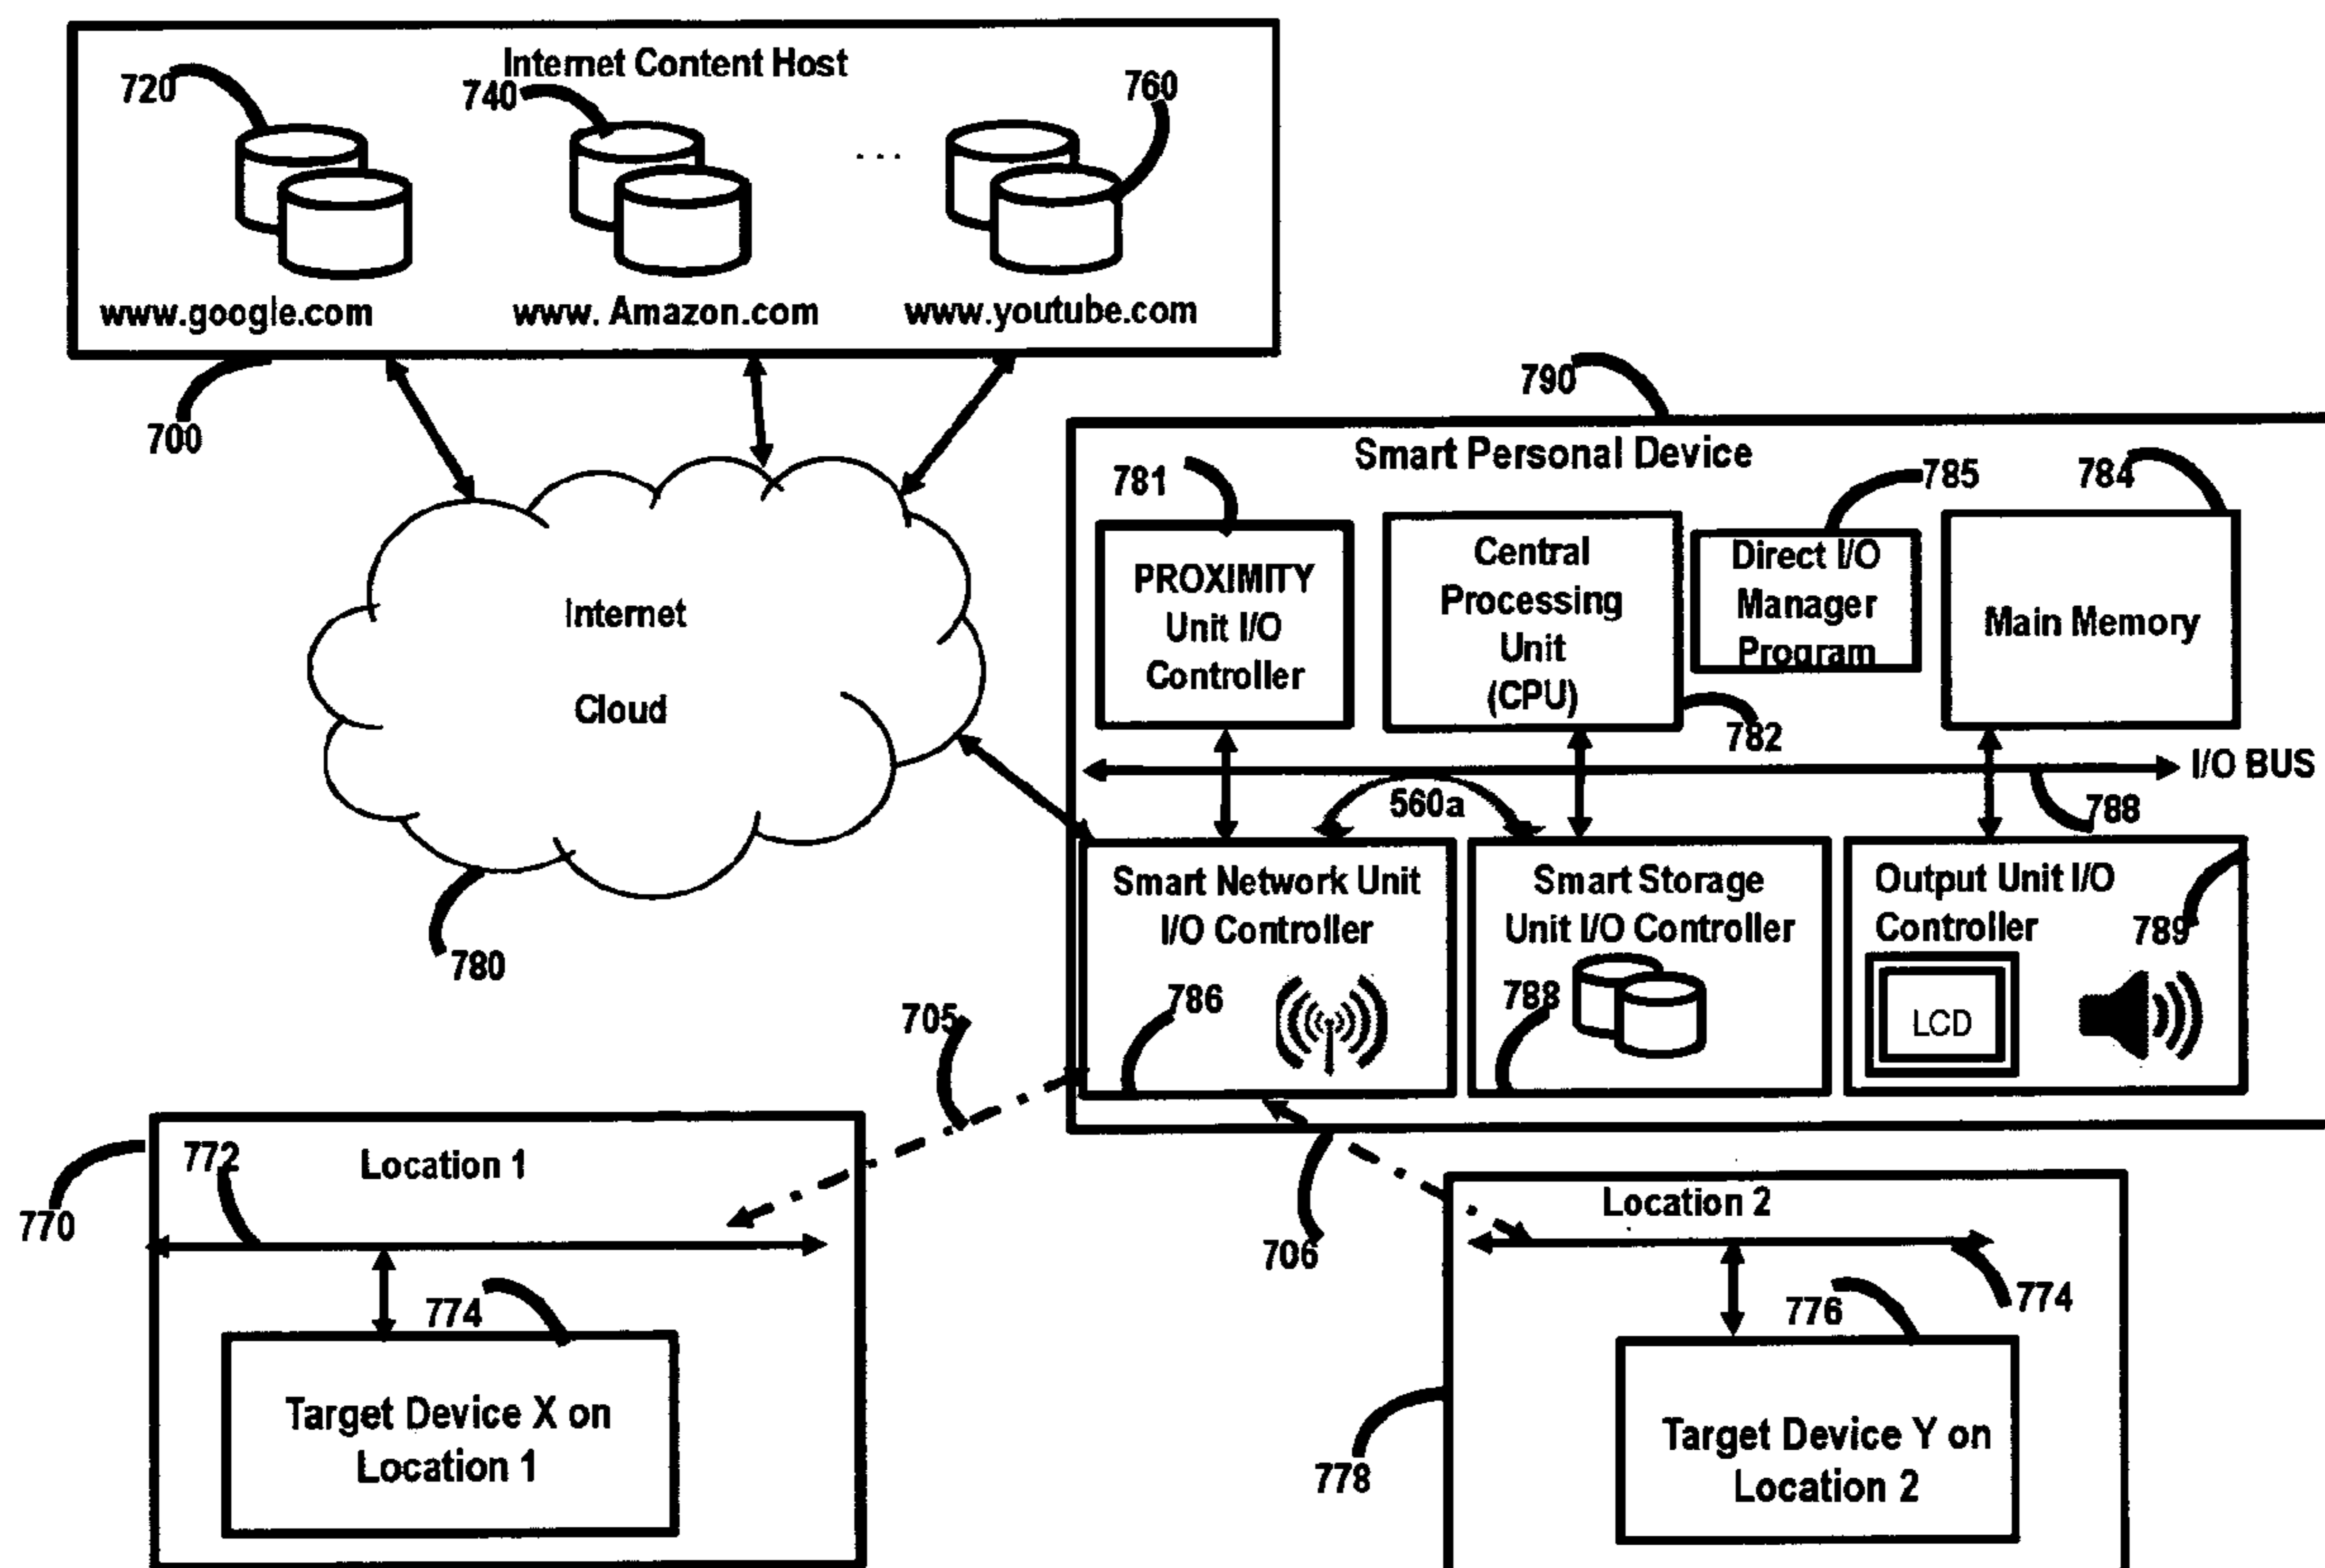 Internet Content Host
720
740
760
...
www.google.com
www. Amazon.com
www.youtube.com
700
790
Smart Personal Device
781
785
784
PROXIMITY
Unit I/O
Controller
Central
Processing
Unit
(CPU)
Direct I/O
Manager
Program
Main Memory
782
I/O BUS
560a
788
Internet
Cloud
780
Smart Network Unit
I/O Controller
786
Smart Storage
Unit I/O Controller
788
Output Unit I/O
Controller
789
LCD
705
706
770
772
Location 1
774
Target Device X on
Location 1
Location 2
774
776
778
Target Device Y on
Location 2